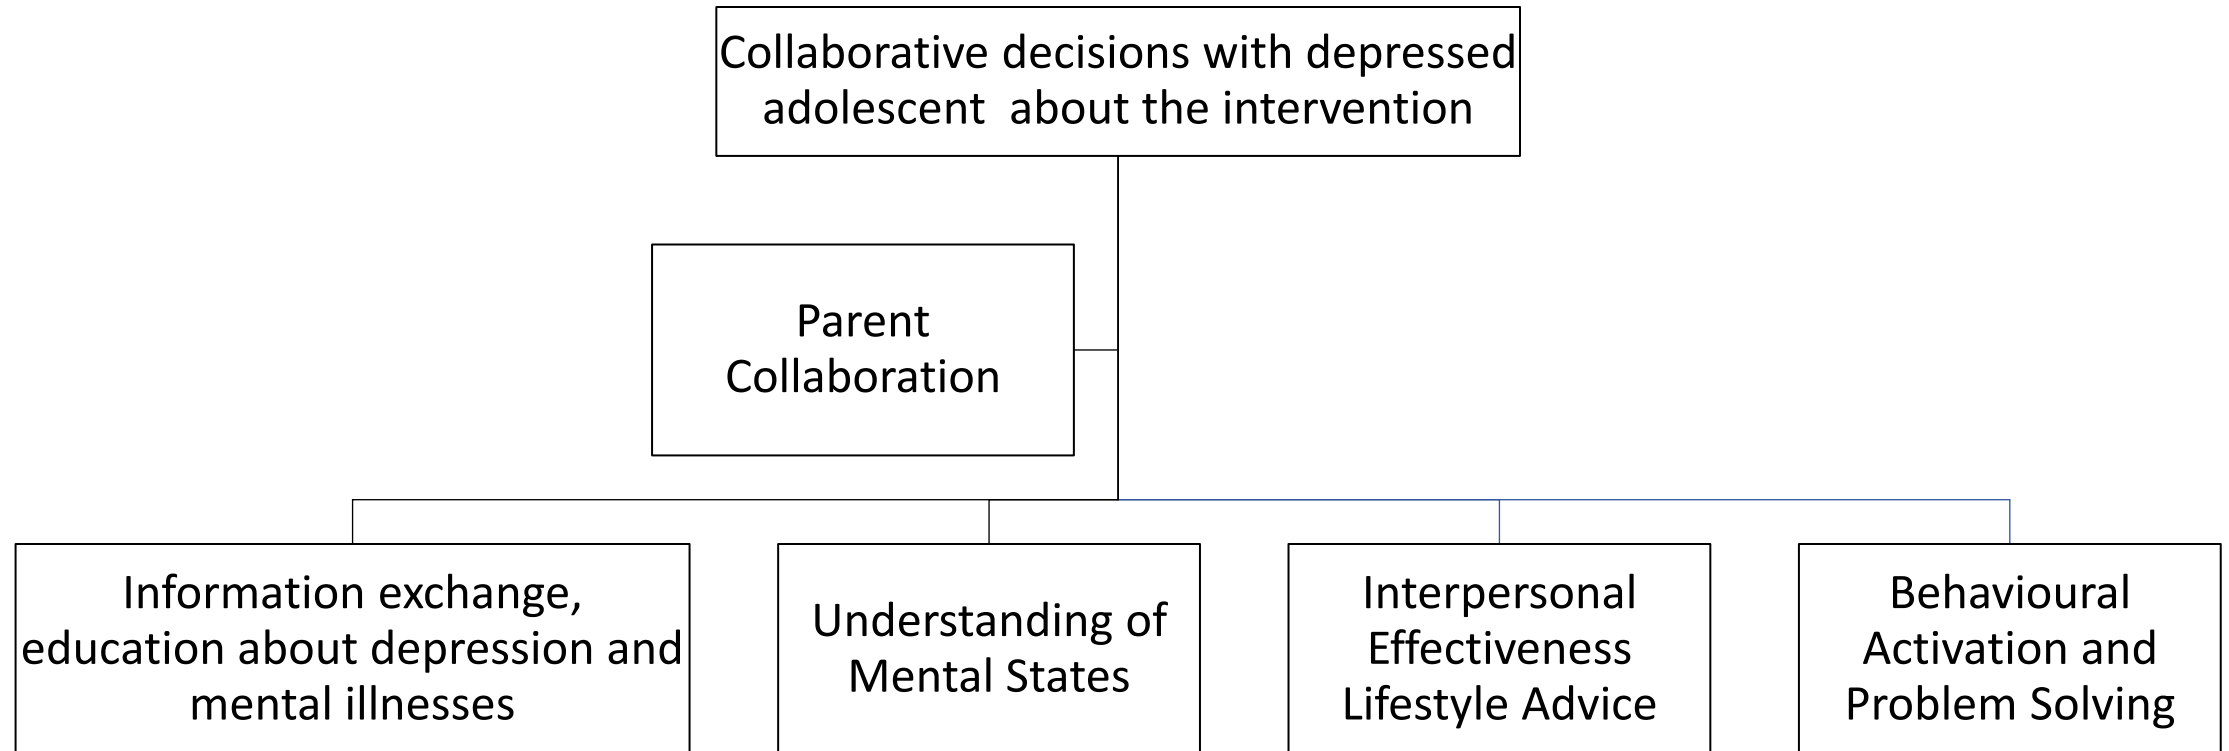 Collaborative decisions with depressed
adolescent  about the intervention
Parent
Collaboration
Information exchange,
education about depression and
mental illnesses
Understanding of
Mental States
Interpersonal
Effectiveness
Lifestyle Advice
Behavioural
Activation and
Problem Solving